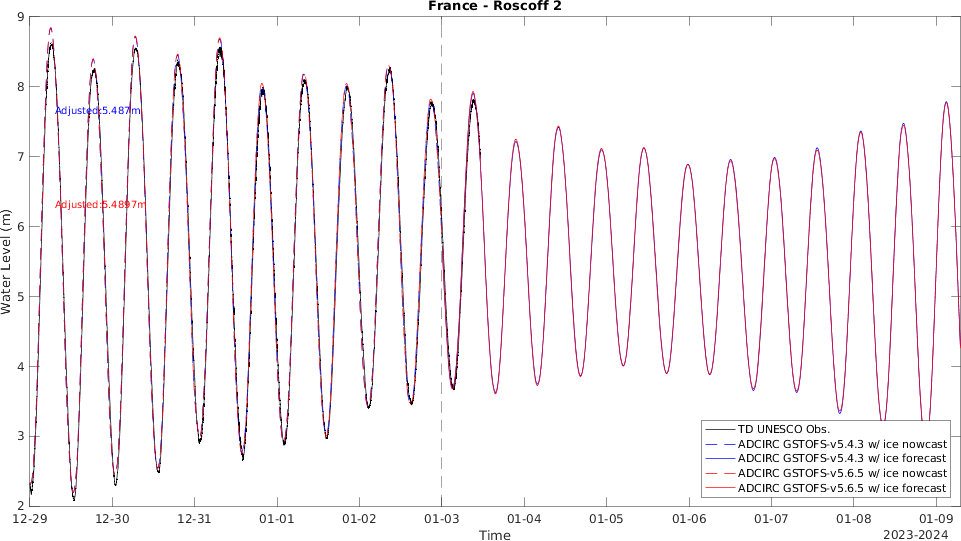 France - Roscoff 2
9
8
7
6
5
4
3
2
Water Level (m)
Adjusted:5.487m
Adjusted:5.4897m
TD UNESCO Obs.
ADCIRC GSTOFS-v5.4.3 w/ ice nowcast
ADCIRC GSTOFS-v5.4.3 w/ ice forecast
ADCIRC GSTOFS-v5.6.5 w/ ice nowcast
ADCIRC GSTOFS-v5.6.5 w/ ice forecast
12-29 12-30 12-31 01-01 01-02 01-03 01-04 01-05 01-06 01-07 01-08 01-09
Time
2023-2024